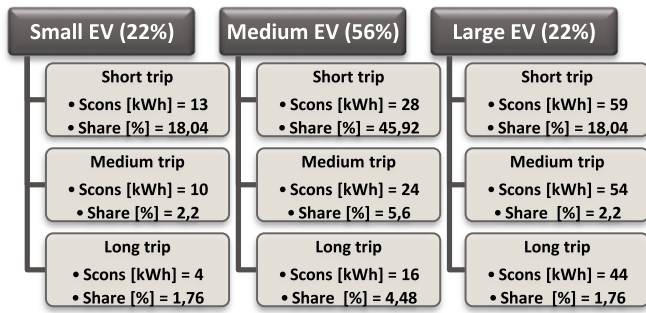 Small EV (22%)
Short trip
• Scons [kWh] = 13
• Share [%] = 18,04
Medium trip
• Scons [kWh] = 10
• Share [%] = 2,2
Long trip
• Scons [kWh] = 4
• Share [%] = 1,76
Medium EV (56%)
Short trip
• Scons [kWh] = 28
• Share [%] = 45,92
Medium trip
• Scons [kWh] = 24
• Share [%] = 5,6
Long trip
• Scons [kWh] = 16
• Share [%] = 4,48
Large EV (22%)
Short trip
• Scons [kWh] = 59
• Share [%] = 18,04
Medium trip
• Scons [kWh] = 54
• Share [%] = 2,2
Long trip
• Scons [kWh] = 44
• Share [%] = 1,76